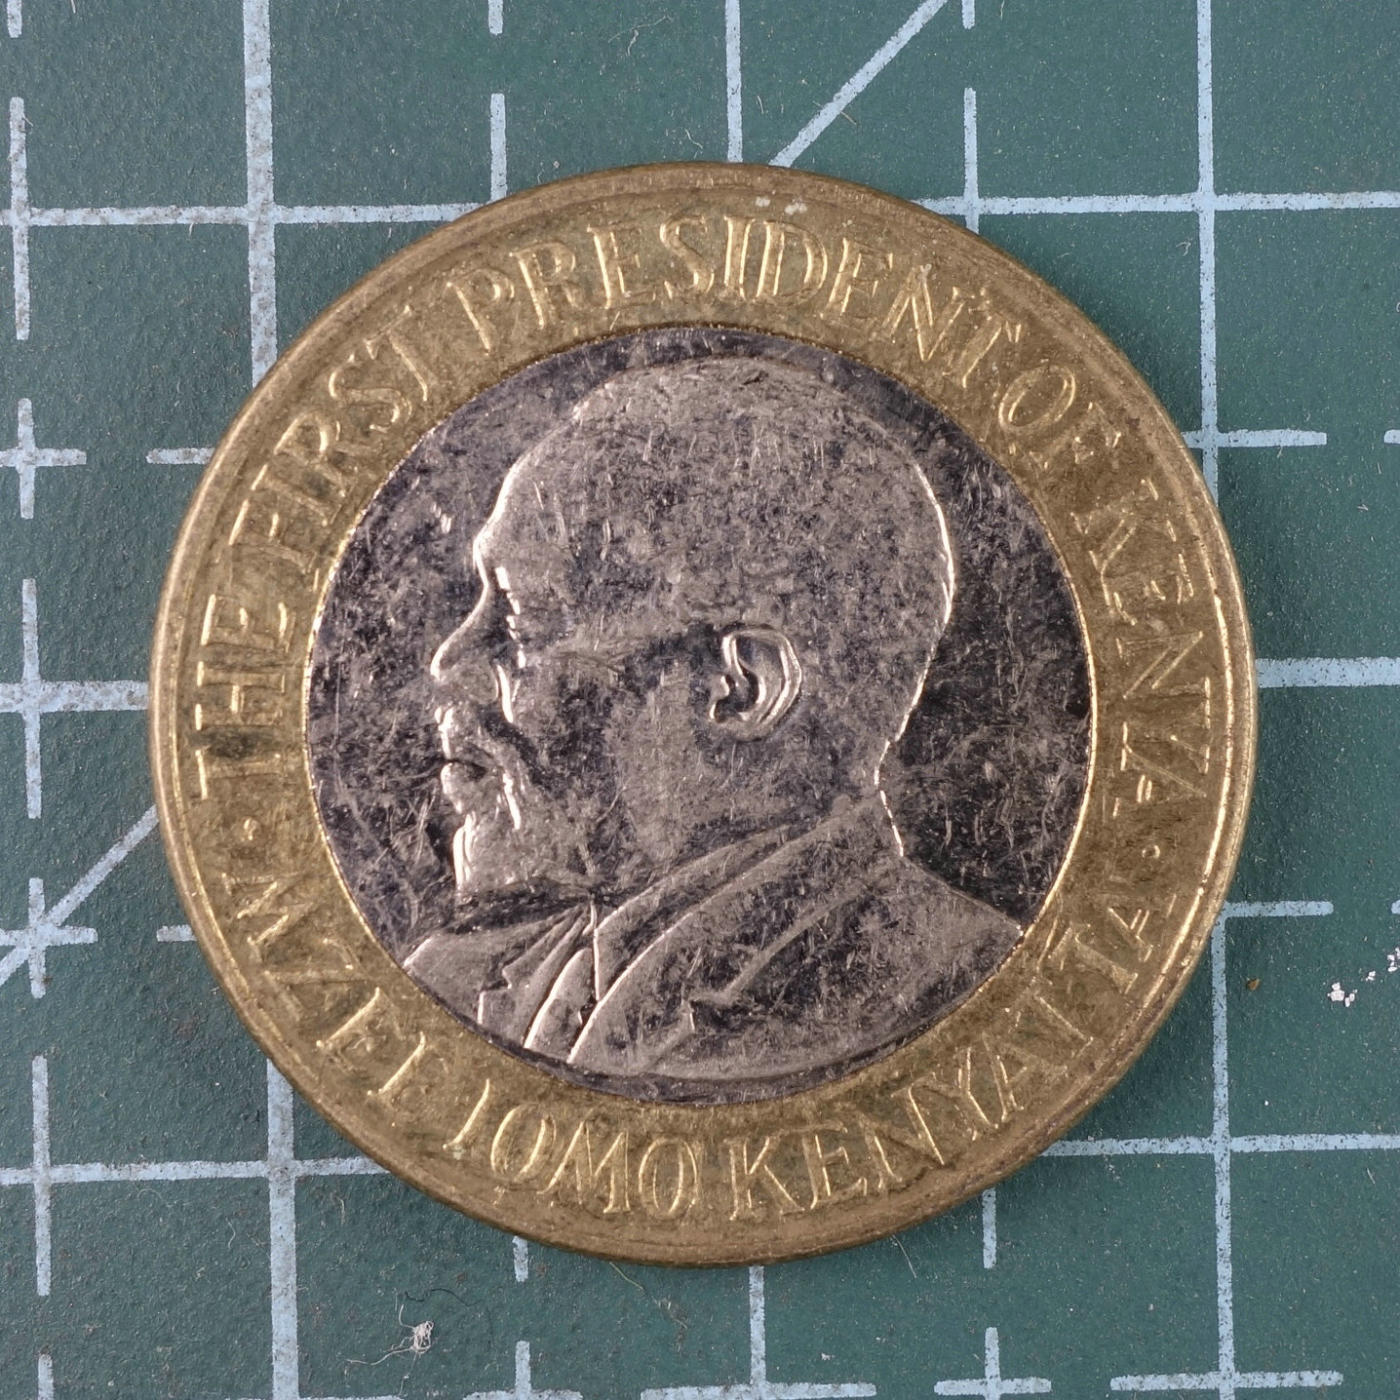 THE FIRST PRESIDENT OF KENYA
MZEE JOMO KENYATTA